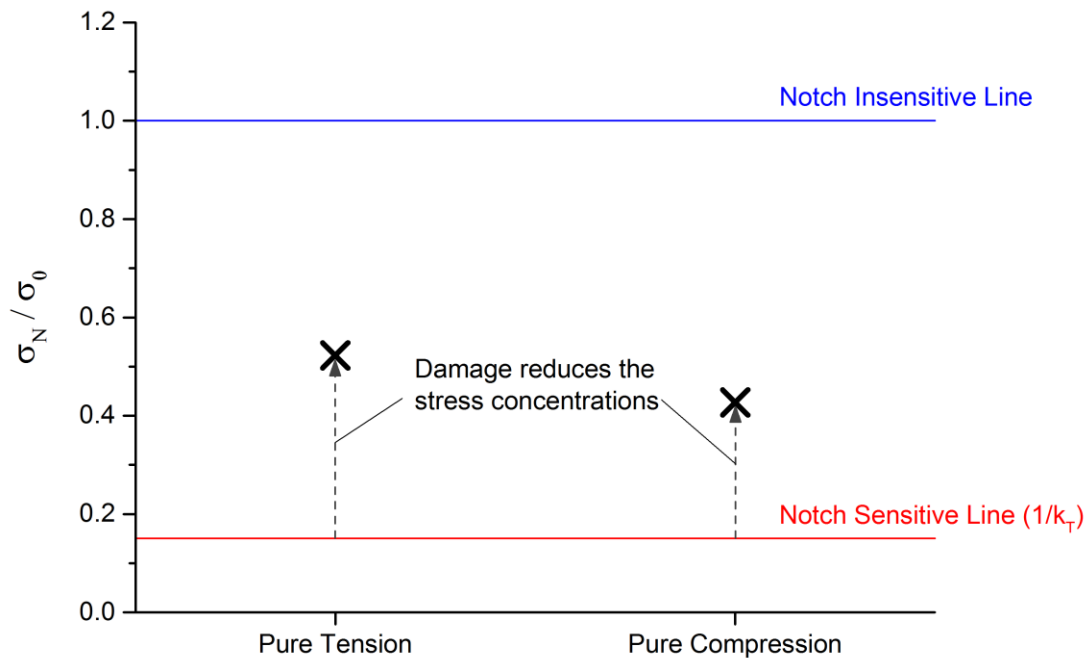 1.2
Notch Insensitive Line
1.0
0.8
σN / σ0
0.6
Damage reduces the
stress concentrations
0.4
0.2
Notch Sensitive Line (1/kT)
0.0
Pure Tension
Pure Compression